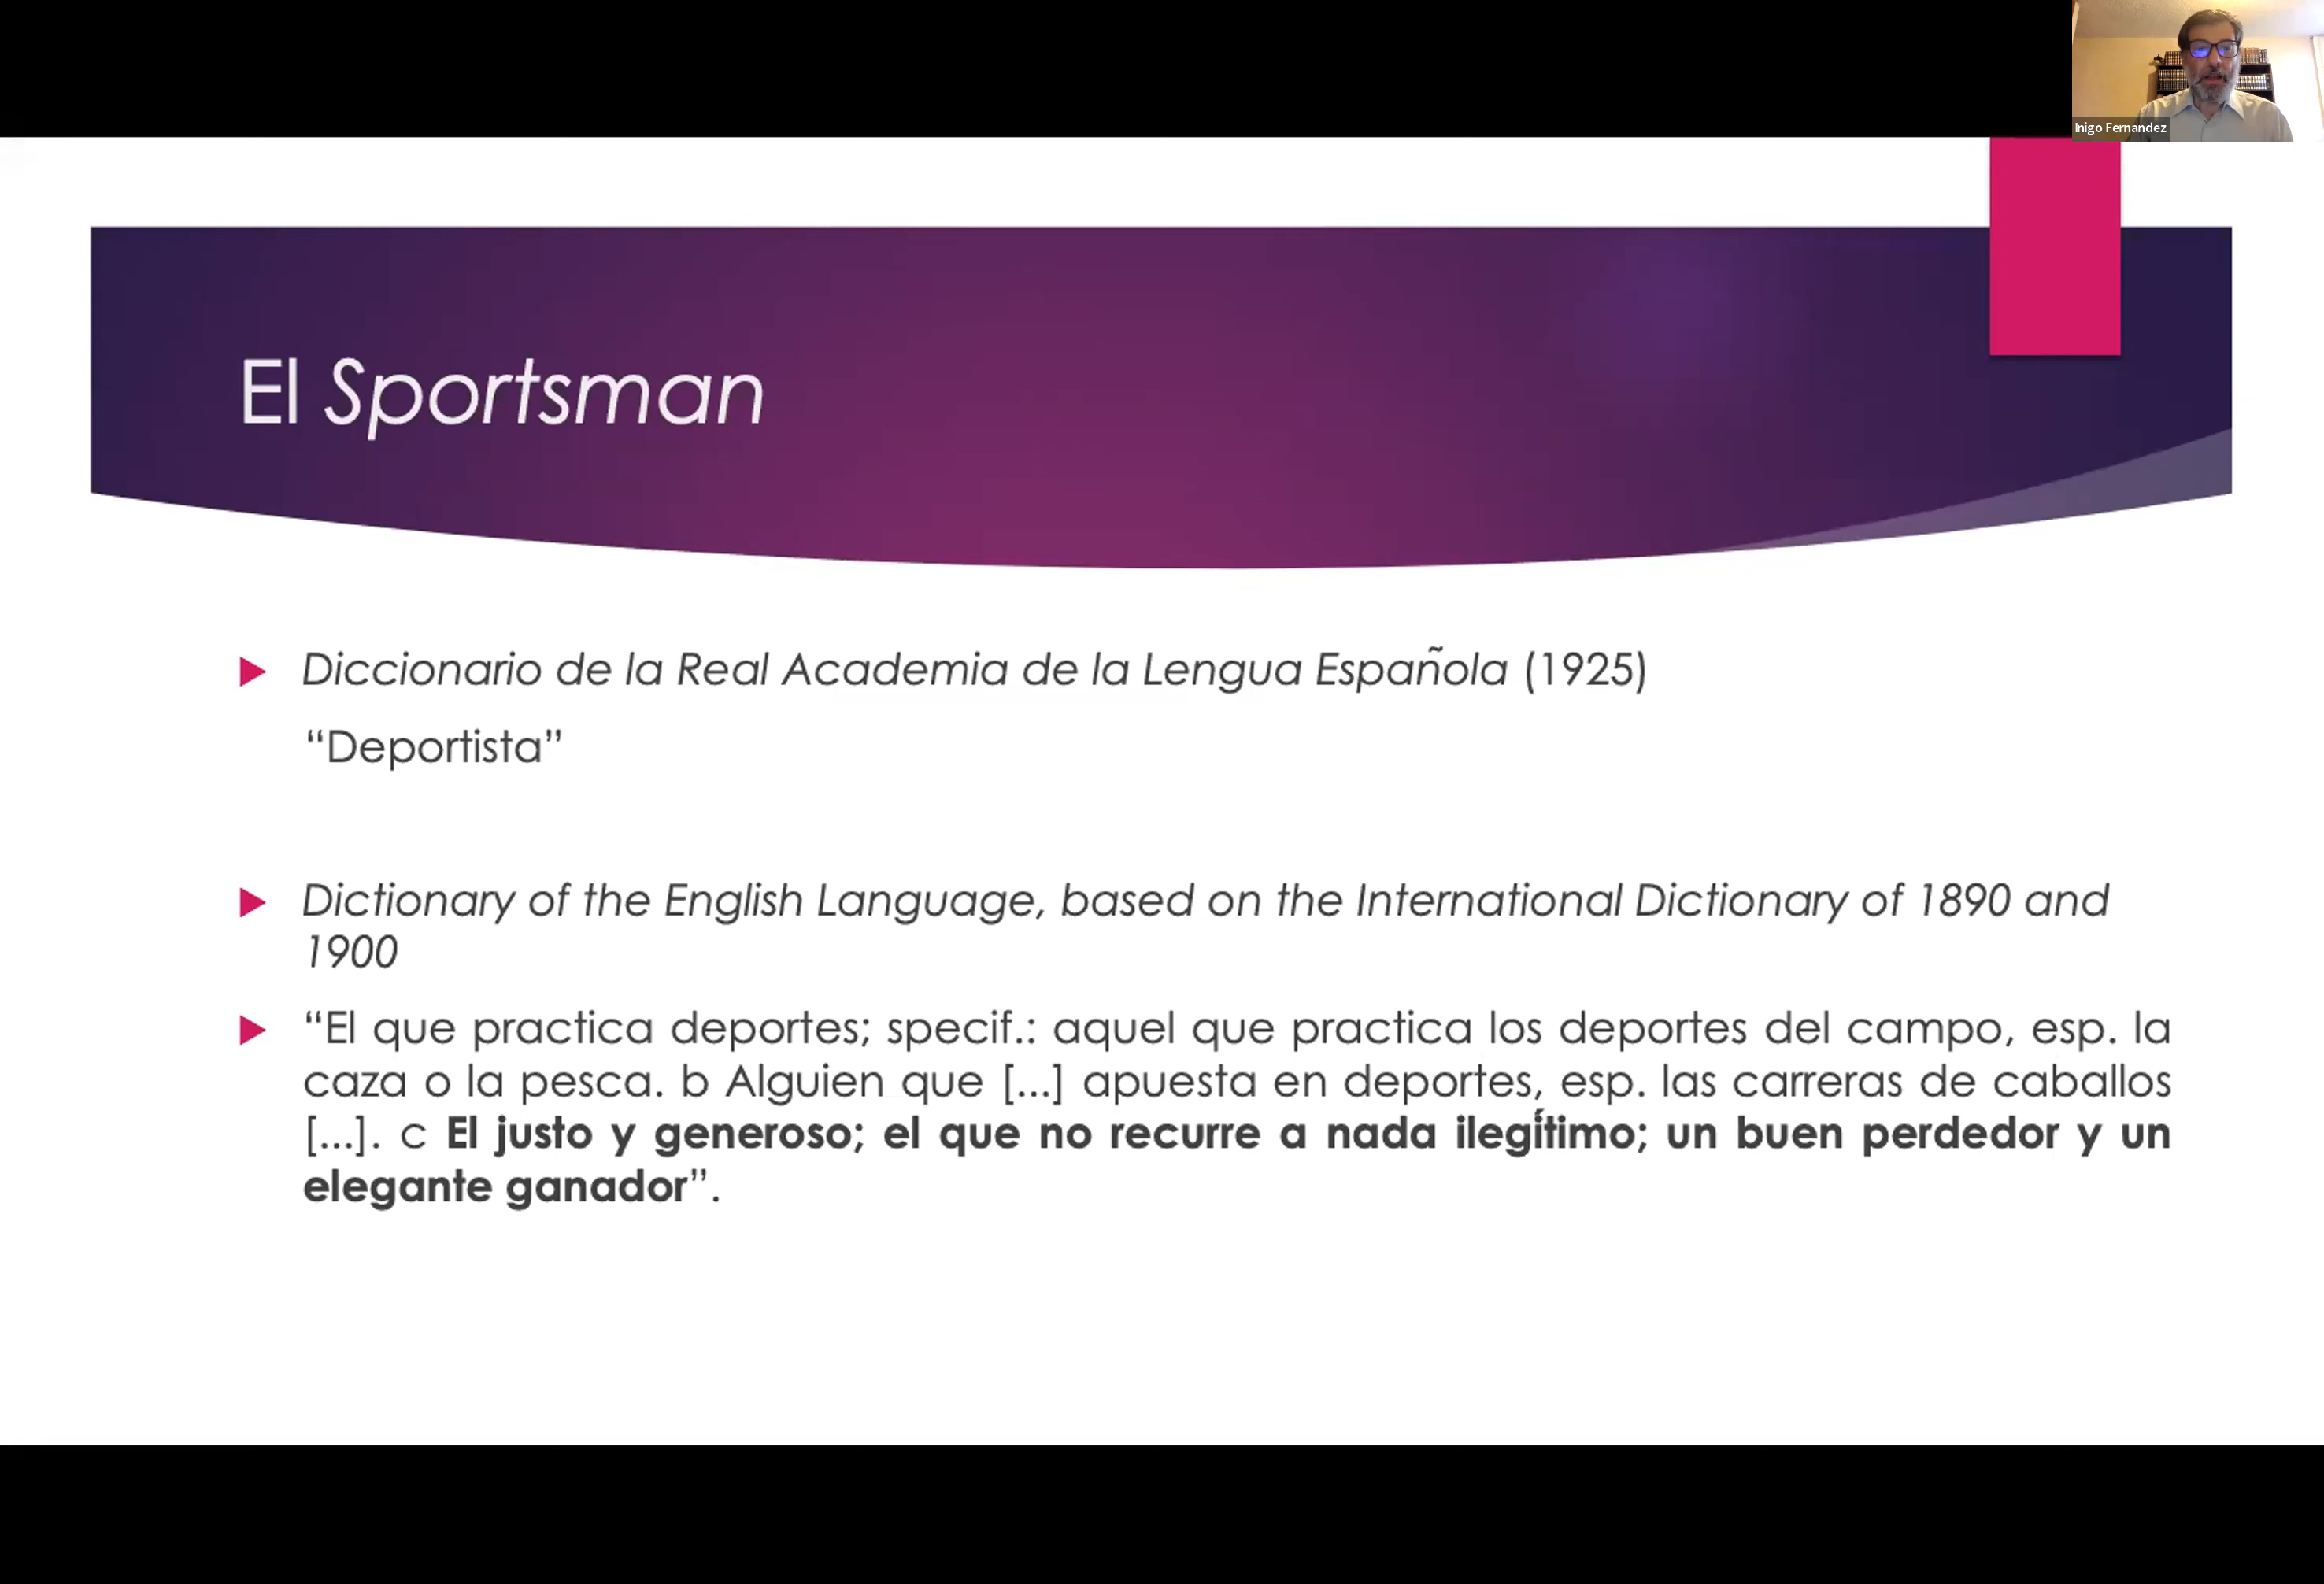 Inigo Fernandez
El Sportsman
Diccionario de la Real Academia de la Lengua Española (1925)
“Deportista”
Dictionary of the English Language, based on the International Dictionary of 1890 and
1900
“El que practica deportes; specif.: aquel que practica los deportes del campo, esp. la
caza o la pesca. b Alguien que [...] apuesta en deportes, esp. las carreras de caballos
[...]. c El justo y generoso; el que no recurre a nada ilegítimo; un buen perdedor y un
elegante ganador”.